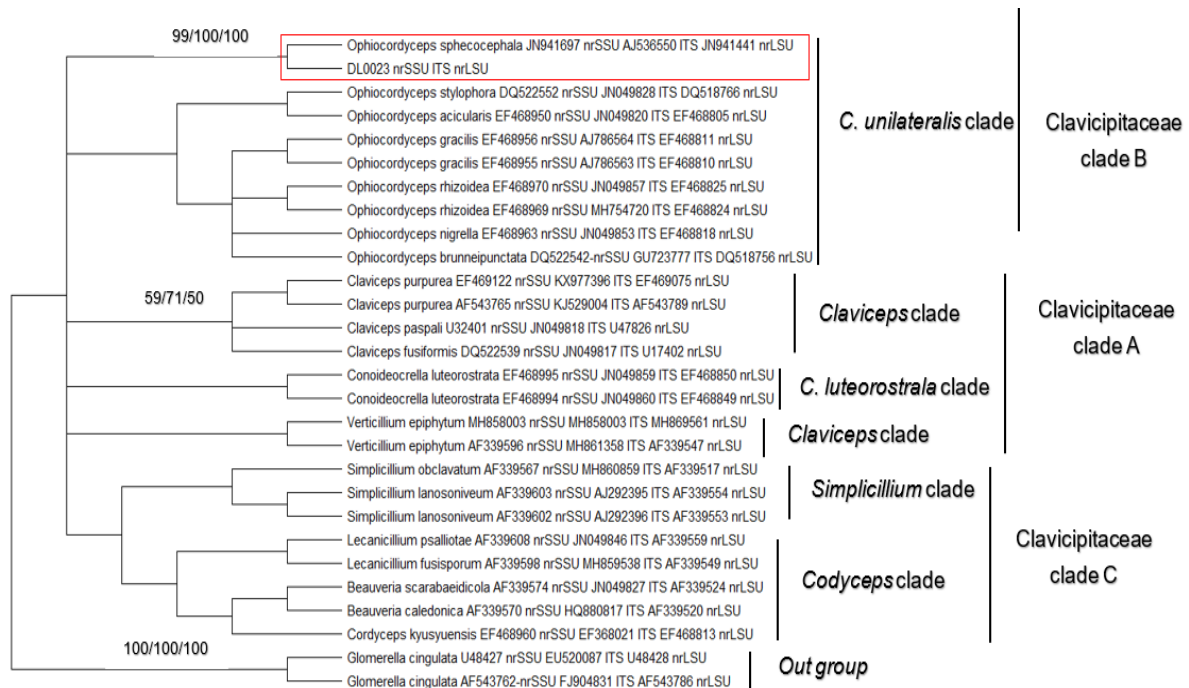 99/100/100
Ophiocordyceps sphecocephala JN941697 nrSSU AJ536550 ITS JN941441 nrLSU
DL0023 nrSSU ITS nrLSU
Ophiocordyceps stylophora DQ522552 nrSSU JN049828 ITS DQ518766 nrLSU
Ophiocordyceps acicularis EF468950 nrSSU JN049820 ITS EF468805 nrLSU
Ophiocordyceps gracilis EF468956 nrSSU AJ786564 ITS EF468811 nrLSU
Ophiocordyceps gracilis EF468955 nrSSU AJ786563 ITS EF468810 nrLSU
Ophiocordyceps rhizoidea EF468970 nrSSU JN049857 ITS EF468825 nrLSU
Ophiocordyceps rhizoidea EF468969 nrSSU MH754720 ITS EF468824 nrLSU
Ophiocordyceps nigrella EF468963 nrSSU JN049853 ITS EF468818 nrLSU
Ophiocordyceps brunneipunctata DQ522542-nrSSU GU723777 ITS DQ518756 nrLSU
C. unilateralis clade
Clavicipitaceae
clade B
59/71/50
Claviceps purpurea EF469122 nrSSU KX977396 ITS EF469075 nrLSU
Claviceps purpurea AF543765 nrSSU KJ529004 ITS AF543789 nrLSU
Claviceps paspali U32401 nrSSU JN049818 ITS U47826 nrLSU
Claviceps fusiformis DQ522539 nrSSU JN049817 ITS U17402 nrLSU
Claviceps clade
Conoideocrella luteorostrata EF468995 nrSSU JN049859 ITS EF468850 nrLSU
Conoideocrella luteorostrata EF468994 nrSSU JN049860 ITS EF468849 nrLSU
C. luteorostrala clade
Verticillium epiphytum MH858003 nrSSU MH858003 ITS MH869561 nrLSU
Verticillium epiphytum AF339596 nrSSU MH861358 ITS AF339547 nrLSU
Claviceps clade
Clavicipitaceae
clade A
Simplicillium obclavatum AF339567 nrSSU MH860859 ITS AF339517 nrLSU
Simplicillium lanosoniveum AF339603 nrSSU AJ292395 ITS AF339554 nrLSU
Simplicillium lanosoniveum AF339602 nrSSU AJ292396 ITS AF339553 nrLSU
Simplicillium clade
Lecanicillium psalliotae AF339608 nrSSU JN049846 ITS AF339559 nrLSU
Lecanicillium fusisporum AF339598 nrSSU MH859538 ITS AF339549 nrLSU
Beauveria scarabaeidicola AF339574 nrSSU JN049827 ITS AF339524 nrLSU
Beauveria caledonica AF339570 nrSSU HQ880817 ITS AF339520 nrLSU
Cordyceps kyusyuensis EF468960 nrSSU EF368021 ITS EF468813 nrLSU
Codyceps clade
Clavicipitaceae
clade C
100/100/100
Glomerella cingulata U48427 nrSSU EU520087 ITS U48428 nrLSU
Glomerella cingulata AF543762-nrSSU FJ904831 ITS AF543786 nrLSU
Out group